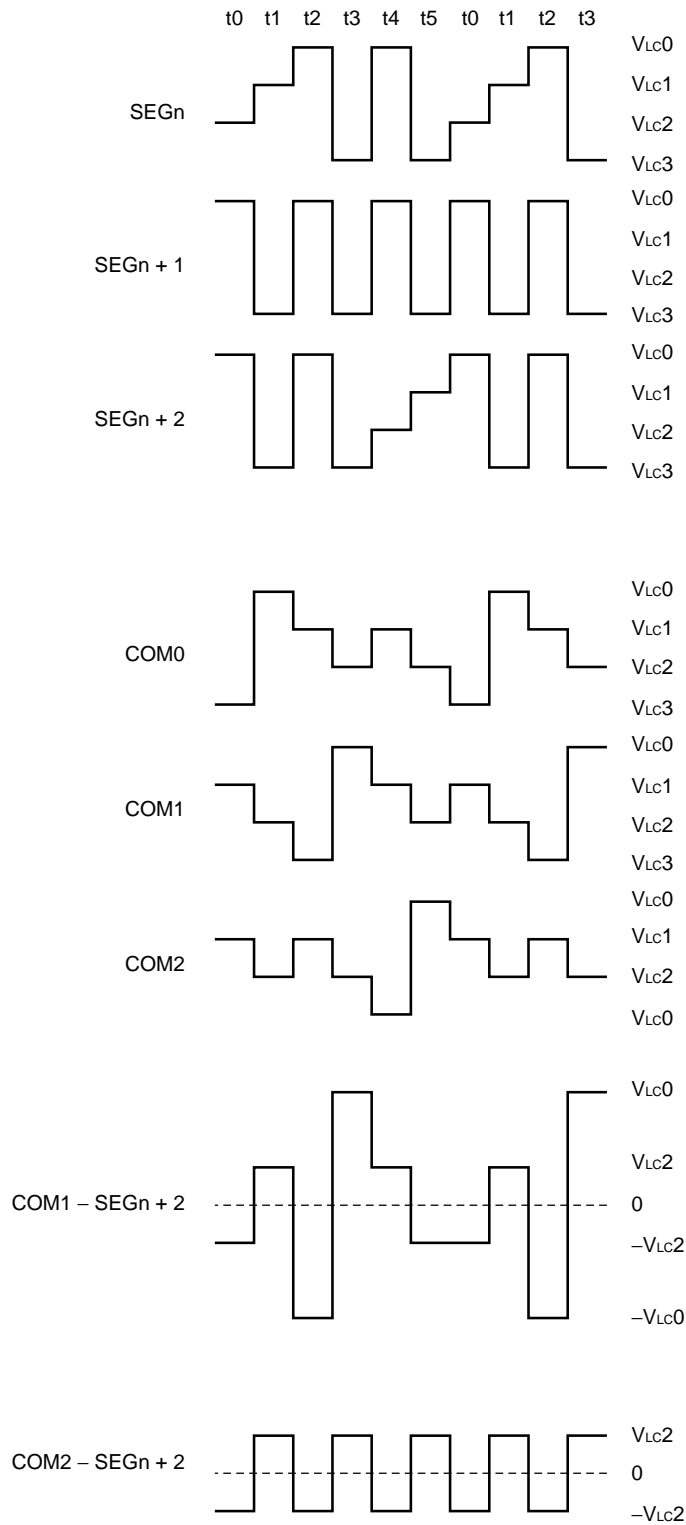 t0 t1 t2 t3 t4 t5 t0 t1 t2 t3
VLC0
VLC1
SEGn
VLC2
VLC3
VLC0
VLC1
SEGn + 1
VLC2
VLC3
VLC0
VLC1
SEGn + 2
VLC2
VLC3
VLC0
VLC1
COM0
VLC2
VLC3
VLC0
VLC1
COM1
VLC2
VLC3
VLC0
VLC1
COM2
VLC2
VLC0
VLC0
VLC2
COM1 – SEGn + 2
0
–VLC2
–VLC0
VLC2
COM2 – SEGn + 2
0
–VLC2